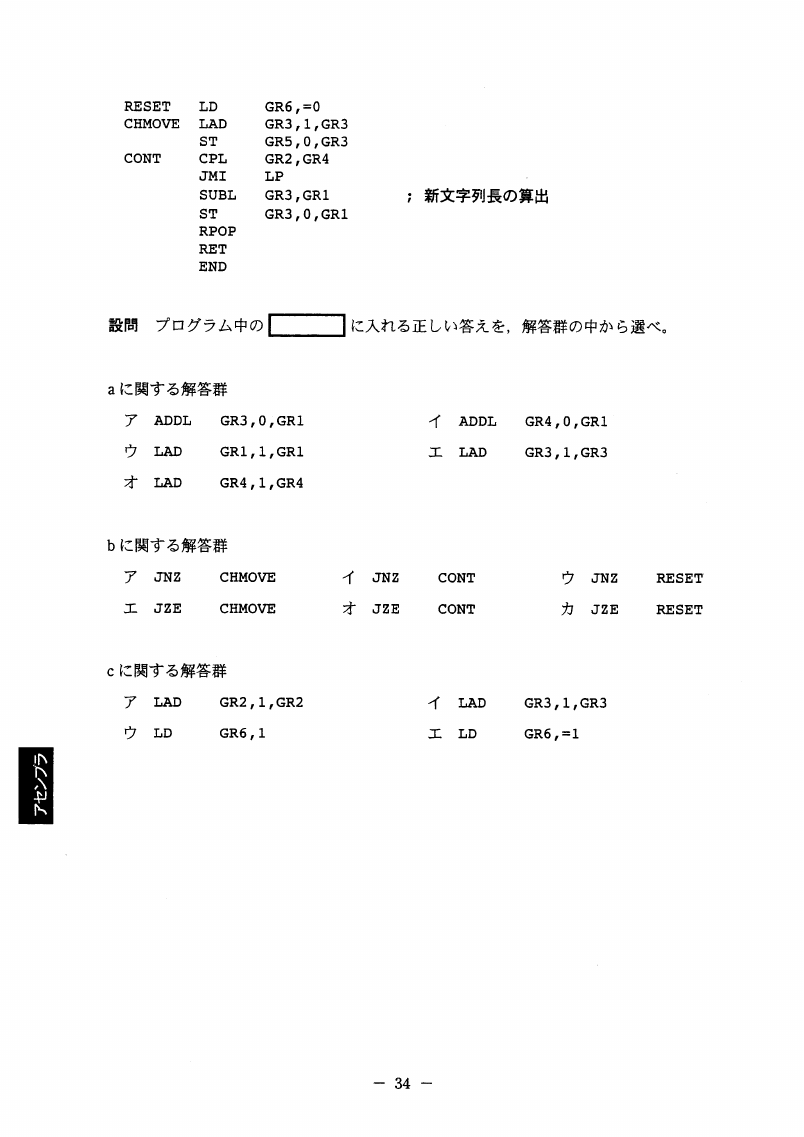 RESET LD GR6,=0
CHMOVE LAD GR3,1,GR3
ST GR5,0,GR3
CONT CPL GR2,GR4
JMI LP
SUBL GR3,GR1 ; 新文字列長の算出
ST GR3,0,GR1
RPOP
RET
END
設問 プログラム中の に入れる正しい答えを，解答群の中から選べ。
a に関する解答群
ア ADDL GR3,0,GR1 イ ADDL GR4,0,GR1
ウ LAD GR1,1,GR1 エ LAD GR3,1,GR3
オ LAD GR4,1,GR4
b に関する解答群
ア JNZ CHMOVE イ JNZ CONT ウ JNZ RESET
エ JZE CHMOVE オ JZE CONT カ JZE RESET
c に関する解答群
ア LAD GR2,1,GR2 イ LAD GR3,1,GR3
ウ LD GR6,1 エ LD GR6,=1
アセンブラ
－ 34 －